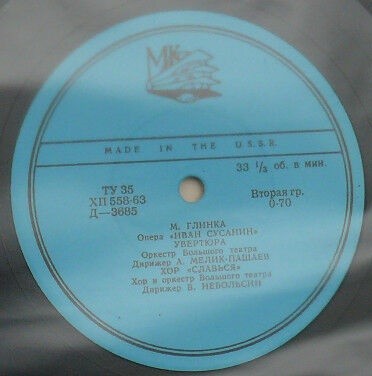 МК
MADE IN THE U.S.S.R.
33 ⅓ об. в мин.
ТУ 35
ХП 558-63
Д—3685
Вторая гр.
0-70
М. ГЛИНКА
Опера «ИВАН СУСАНИН»
УВЕРТЮРА
Оркестр Большого театра
Дирижер А. МЕЛИК-ПАШАЕВ
ХОР «СЛАВЬСЯ»
Хор и оркестр Большого театра
Дирижер В. НЕБОЛЬСИН